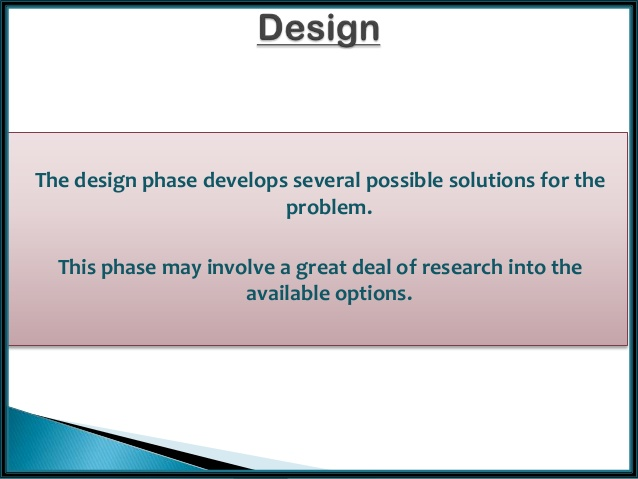 Design
The design phase develops several possible solutions for the
problem.
This phase may involve a great deal of research into the
available options.